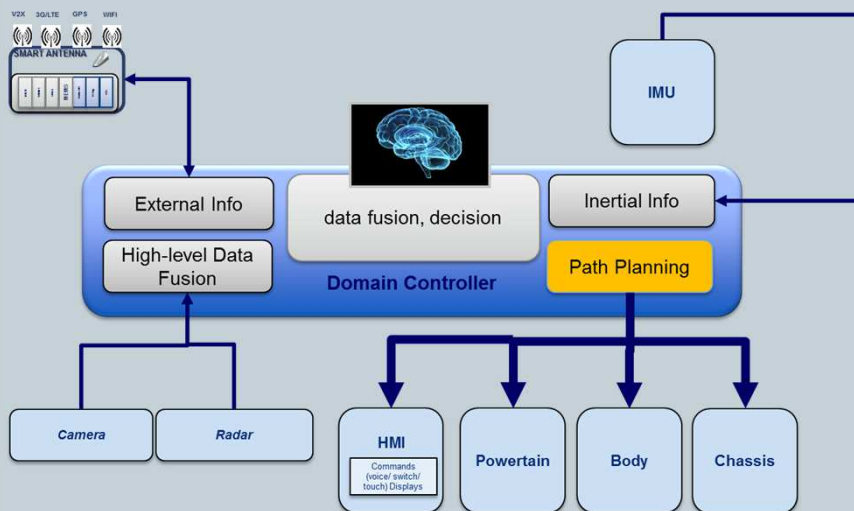 V2X 3G/LTE GPS WIFI
SMART ANTENNA
IMU
External Info
data fusion, decision
Inertial Info
High-level Data
Fusion
Path Planning
Domain Controller
Camera
Radar
HMI
Commands
(voice/ switch/
touch) Displays
Powertain
Body
Chassis